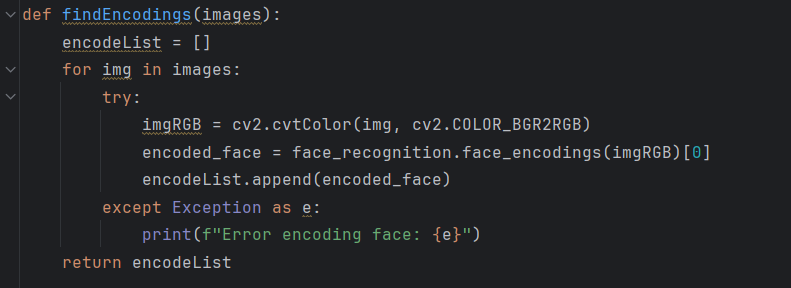 def findEncodings(images):
    encodeList = []
    for img in images:
        try:
            imgRGB = cv2.cvtColor(img, cv2.COLOR_BGR2RGB)
            encoded_face = face_recognition.face_encodings(imgRGB)[0]
            encodeList.append(encoded_face)
        except Exception as e:
            print(f"Error encoding face: {e}")
    return encodeList